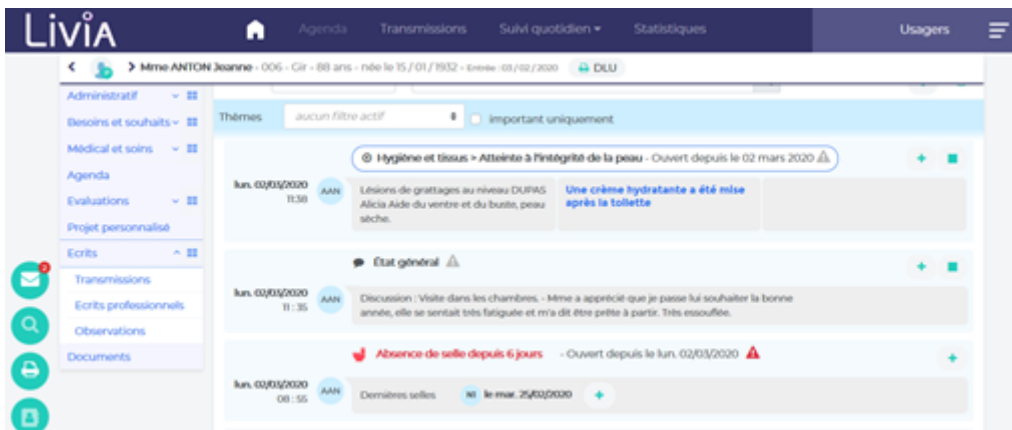 LiviA
Agenda Transmissions Suivi quotidien Statistiques Usagers
Mme ANTON Jeanne - 006 - Gir - 88 ans - née le 15 / 01 / 1932 - Entrée : 03 / 02 / 2020 DLU
Administratif
Besoins et souhaits
Médical et soins
Agenda
Evaluations
Projet personnalisé
Ecrits
Transmissions
Ecrits professionnels
Observations
Documents
2
Thèmes aucun filtre actif important uniquement
Hygiène et tissus > Atteinte à l'intégrité de la peau - Ouvert depuis le 02 mars 2020
lun. 02/03/2020
11:38
AAN
Lésions de grattages au niveau DUPAS
Alicia Aide du ventre et du buste, peau
sèche.
Une crème hydratante a été mise
après la toilette
État général
lun. 02/03/2020
11 : 35
AAN
Discussion : Visite dans les chambres. - Mme a apprécié que je passe lui souhaiter la bonne
année, elle se sentait très fatiguée et m'a dit être prête à partir. Très essouflée.
Absence de selle depuis 6 jours - Ouvert depuis le lun. 02/03/2020
lun. 02/03/2020
08 : 55
AAN
Dernières selles NI le mar. 25/02/2020